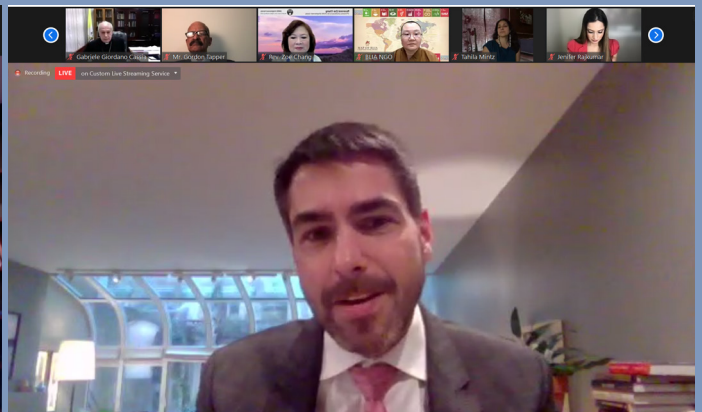 Gabriele Giordano Caccia
Mr. Gordon Tapper
Rev. Zoe Chang
BLIA NGO
Tahila Mintz
Jenifer Rajkumar
Recording
LIVE
on Custom Live Streaming Service